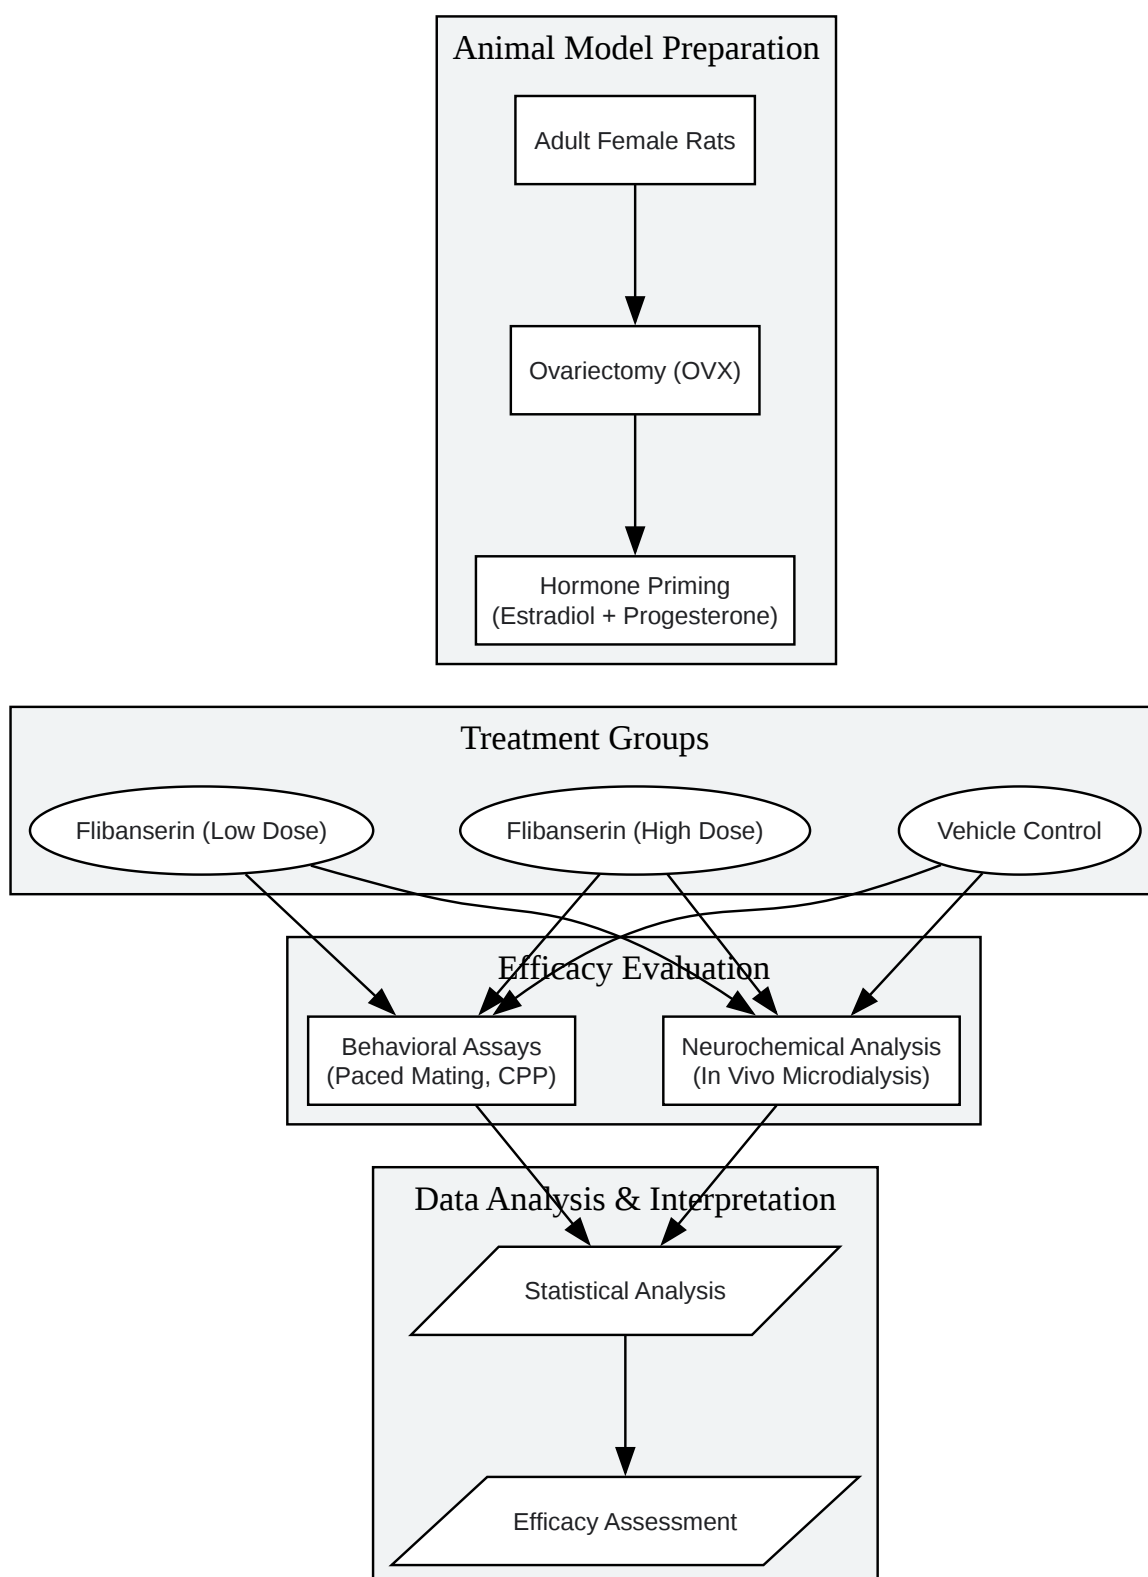 Animal Model Preparation
Adult Female Rats
Ovariectomy (OVX)
Hormone Priming
(Estradiol + Progesterone)
Treatment Groups
Flibanserin (Low Dose)
Flibanserin (High Dose)
Vehicle Control
Efficacy Evaluation
Behavioral Assays
(Paced Mating, CPP)
Neurochemical Analysis
(In Vivo Microdialysis)
Data Analysis & Interpretation
Statistical Analysis
Efficacy Assessment